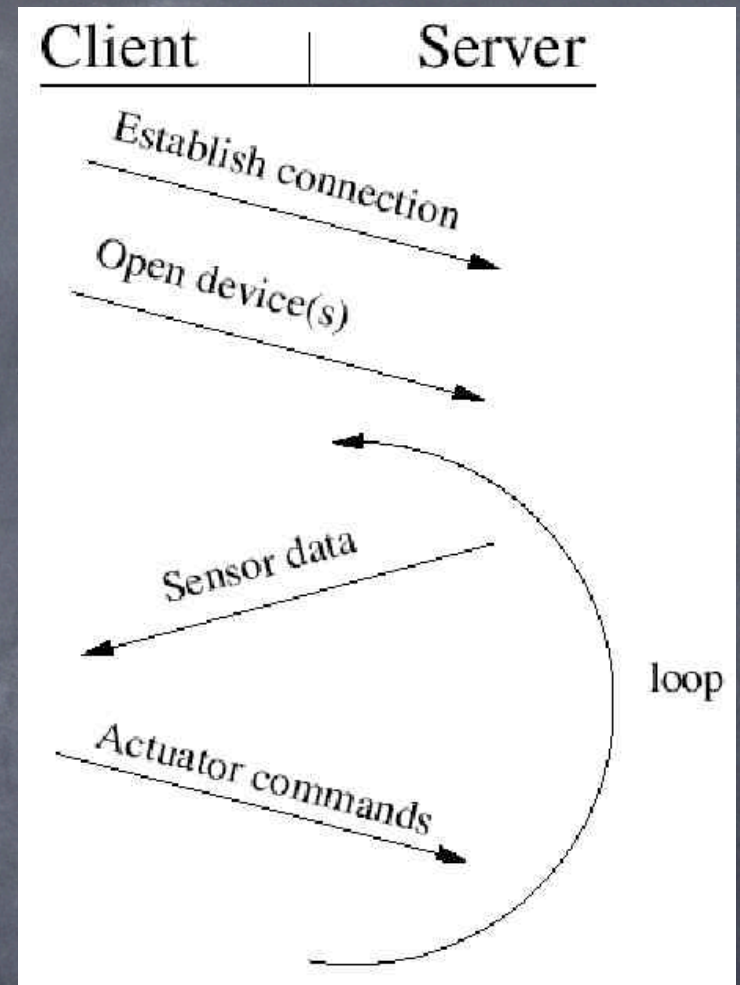 Client
Server
Establish connection
Open device(s)
Sensor data
loop
Actuator commands